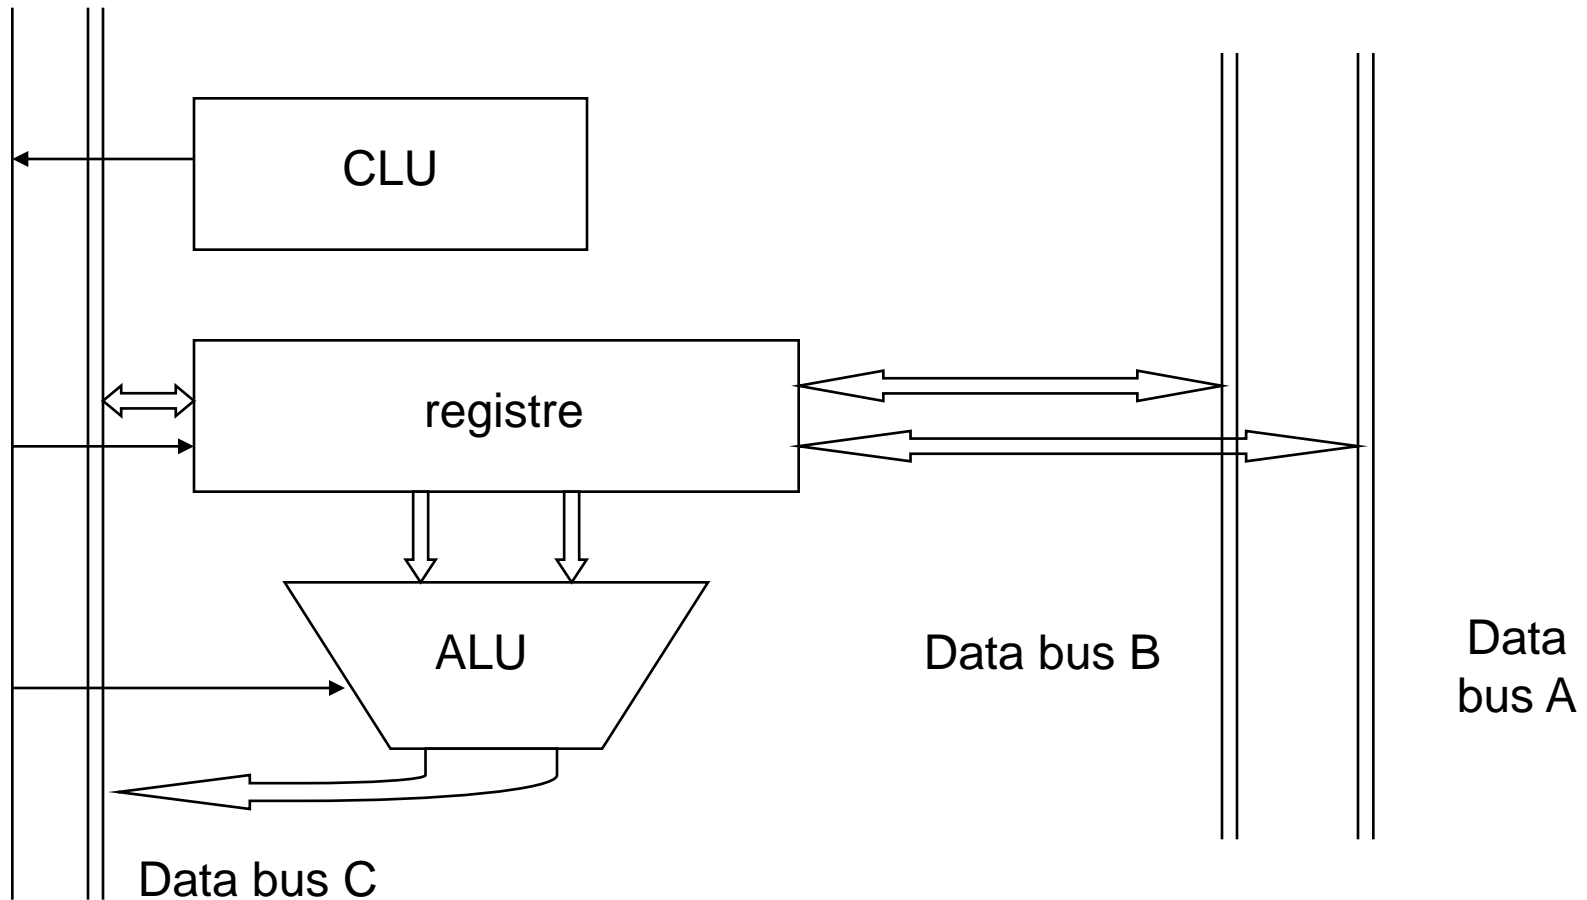 CLU
registre
ALU
Data bus B
Data
bus A
Data bus C